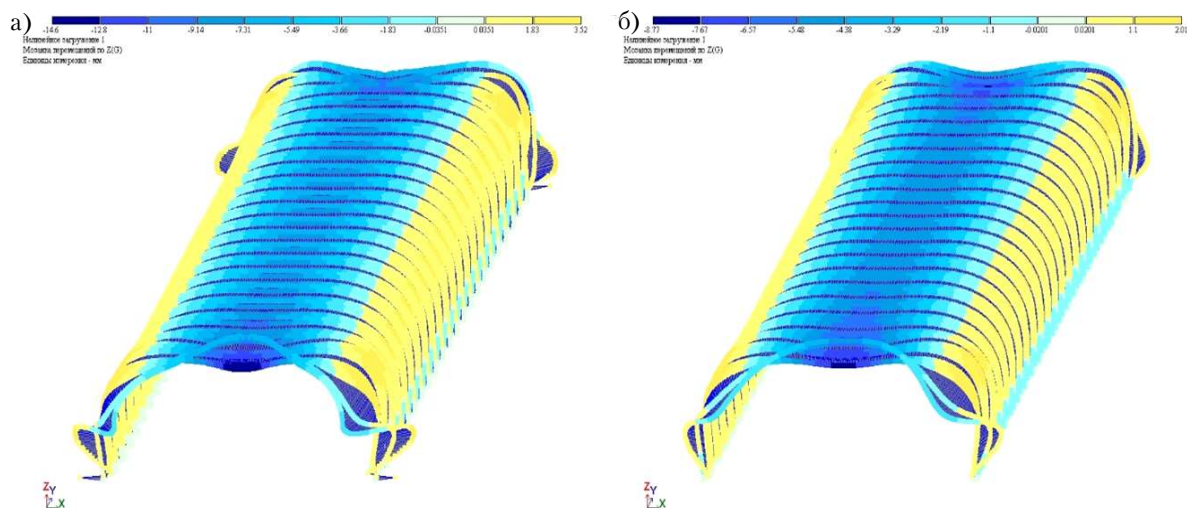 а)
-14.6 -12.8 -11 -9.14 -7.31 -5.49 -3.66 -1.83 -0.0351 0.0351 1.83 3.52
Нелинейное загружение 1
Мозаика перемещений по Z(G)
Единицы измерения - мм
Z Y X
б)
-8.77 -7.67 -6.57 -5.48 -4.38 -3.29 -2.19 -1.1 -0.0201 0.0201 1.1 2.02
Нелинейное загружение 1
Мозаика перемещений по Z(G)
Единицы измерения - мм
Z Y X